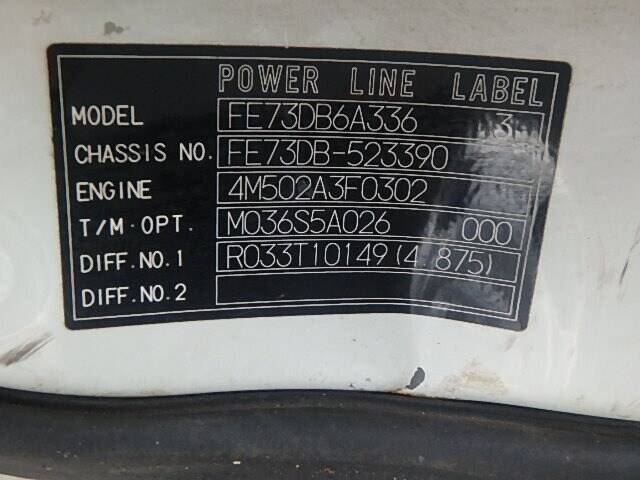 POWER LINE LABEL
MODEL FE73DB6A336 3
CHASSIS NO. FE73DB-523390
ENGINE 4M502A3F0302
T/M·OPT. M036S5A026 000
DIFF.NO.1 R033T10149(4.875)
DIFF.NO.2